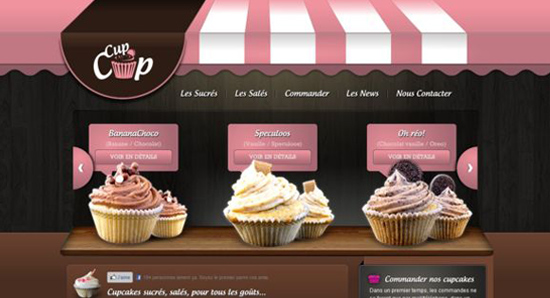 Cup
Cup
Les Sucrés Les Salés Commander Les News Nous Contacter
BananaChoco
(Banane / Chocolat)
VOIR EN DÉTAILS
Speculoos
(Vanille / Speculoos)
VOIR EN DÉTAILS
Oh réo!
(Chocolat vanille / Oreo)
VOIR EN DÉTAILS
J'aime
Cupcakes sucrés, salés, pour tous les goûts...
Commander nos cupcakes
Dans un premier temps, les commandes ne